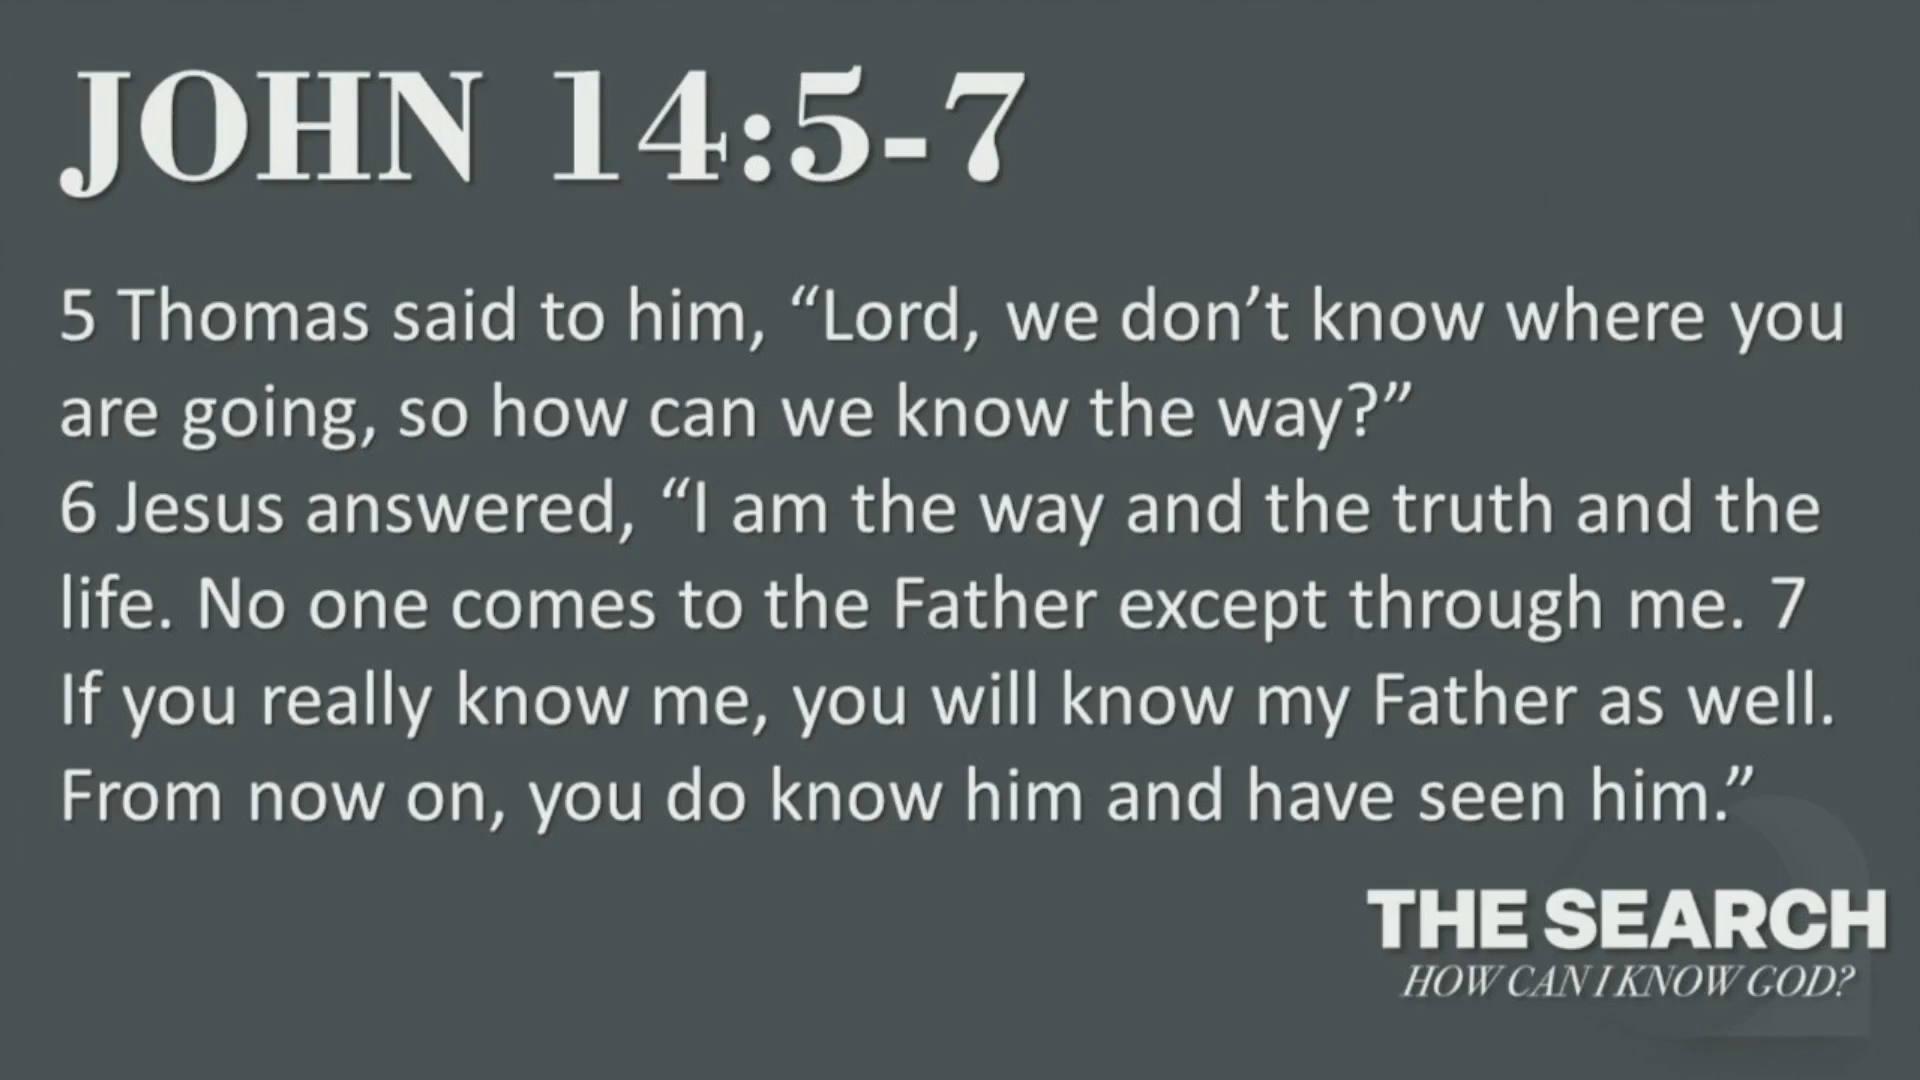 JOHN 14:5-7
5 Thomas said to him, “Lord, we don’t know where you
are going, so how can we know the way?”
6 Jesus answered, “I am the way and the truth and the
life. No one comes to the Father except through me. 7
If you really know me, you will know my Father as well.
From now on, you do know him and have seen him.”
THE SEARCH
HOW CAN I KNOW GOD?